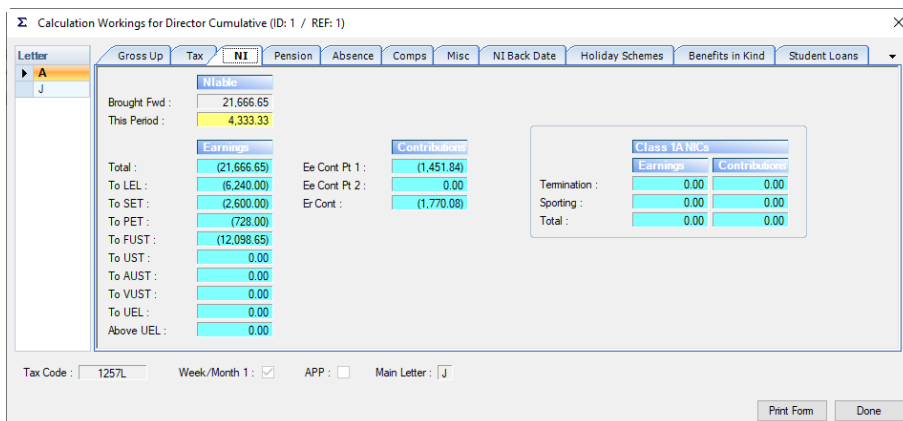 Σ Calculation Workings for Director Cumulative (ID: 1 / REF: 1)
Letter
A
J
Gross Up Tax NI Pension Absence Comps Misc NI Back Date Holiday Schemes Benefits in Kind Student Loans
NIable
Brought Fwd : 21,666.65
This Period : 4,333.33
Earnings Contributions Class 1A NICs
Total : (21,666.65) Ee Cont Pt 1 : (1,451.84) Earnings Contributions
To LEL : (6,240.00) Ee Cont Pt 2 : 0.00 Termination : 0.00 0.00
To SET : (2,600.00) Er Cont : (1,770.08) Sporting : 0.00 0.00
To PET : (728.00) Total : 0.00 0.00
To FUST : (12,098.65)
To UST : 0.00
To AUST : 0.00
To VUST : 0.00
To UEL : 0.00
Above UEL : 0.00
Tax Code : 1257L Week/Month 1 : APP : Main Letter : J
Print Form Done